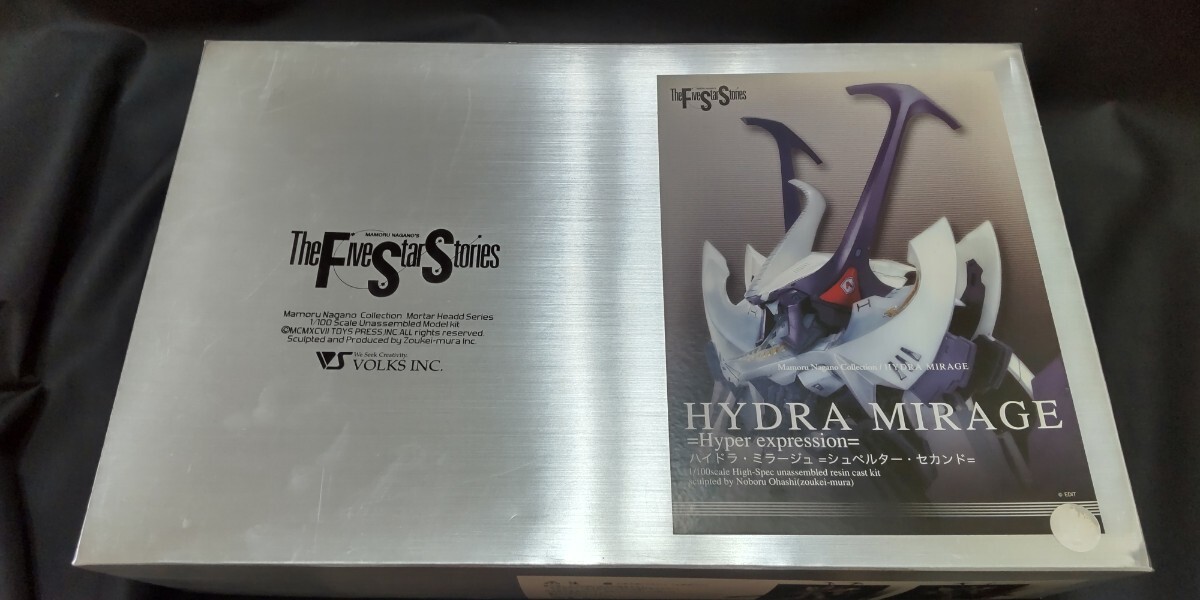 MAMORU NAGANO'S
The Five Star Stories
Mamoru Nagano Collection Mortar Headd Series
1/100 Scale Unassembled Model kit
©MCMXCVII TOYS PRESS.INC ALL rights reserved.
Sculpted and Produced by Zoukei-mura Inc.
We Seek Creativity.
VS VOLKS INC.
The Five Star Stories
Mamoru Nagano Collection / HYDRA MIRAGE
HYDRA MIRAGE
=Hyper expression=
ハイドラ・ミラージュ =シュペルター・セカンド=
1/100scale High-Spec unassembled resin cast kit
sculpted by Noboru Ohashi(zoukei-mura)
© EDIT